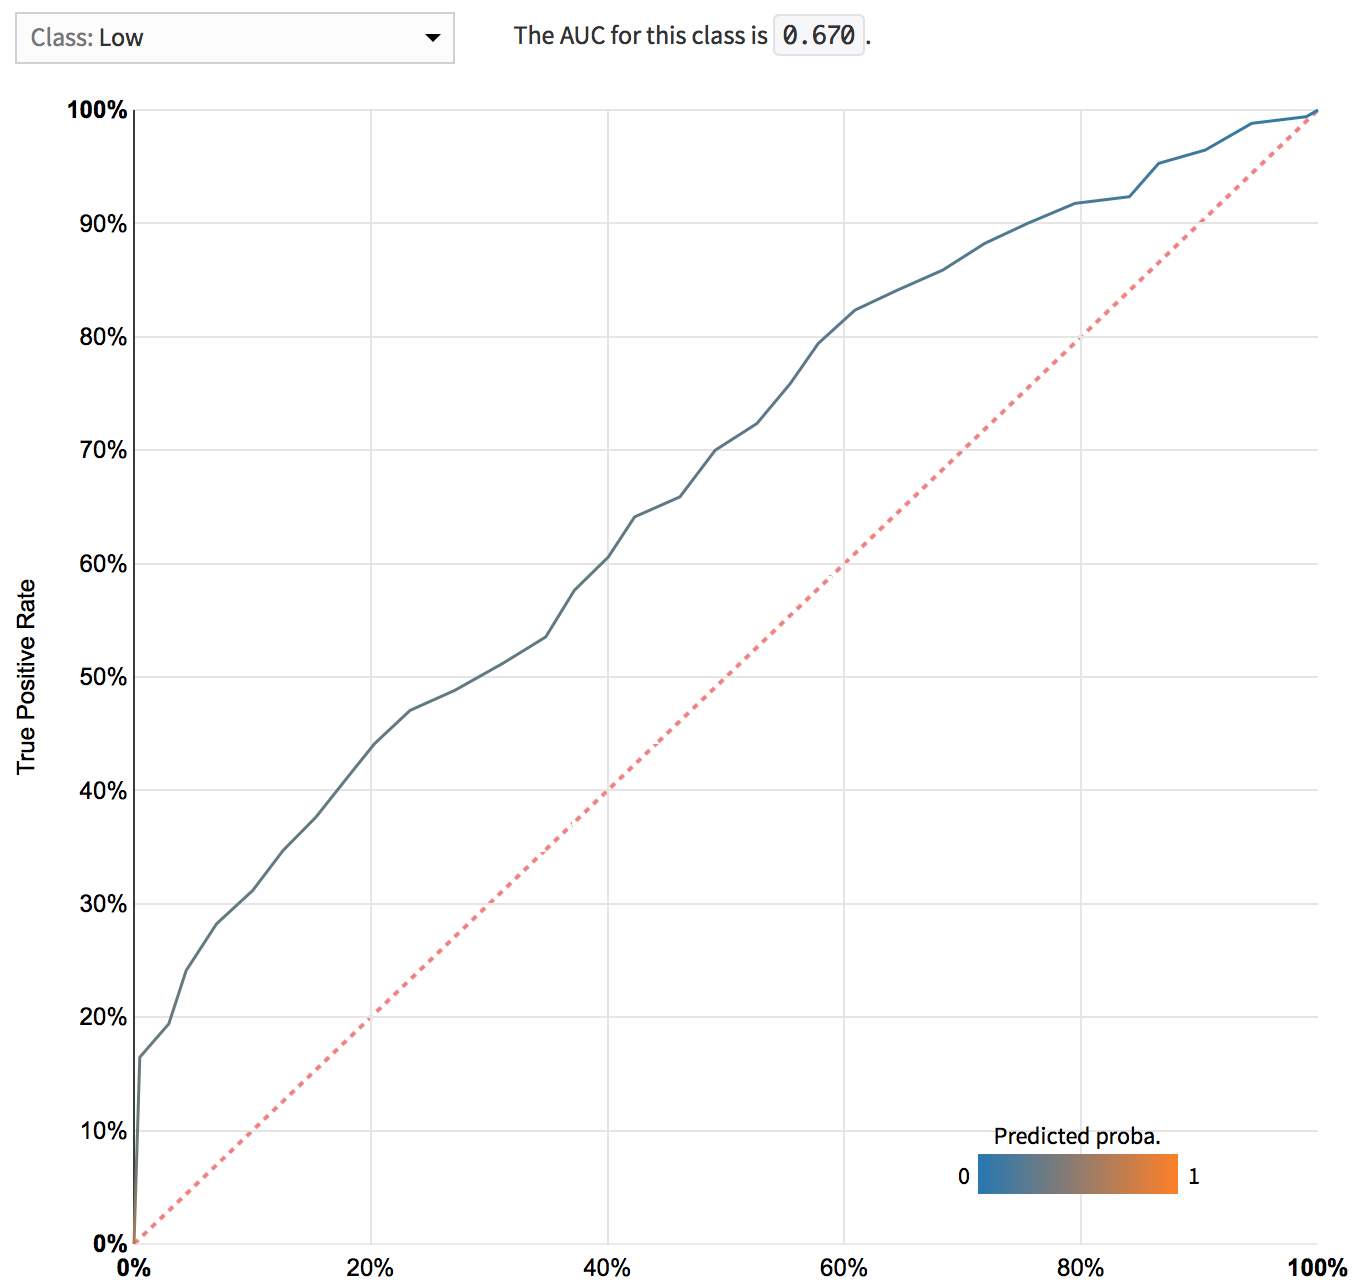 Class: Low
The AUC for this class is 0.670.
100%
90%
80%
70%
60%
50%
40%
30%
20%
10%
0%
True Positive Rate
Predicted proba.
0 1
0% 20% 40% 60% 80% 100%